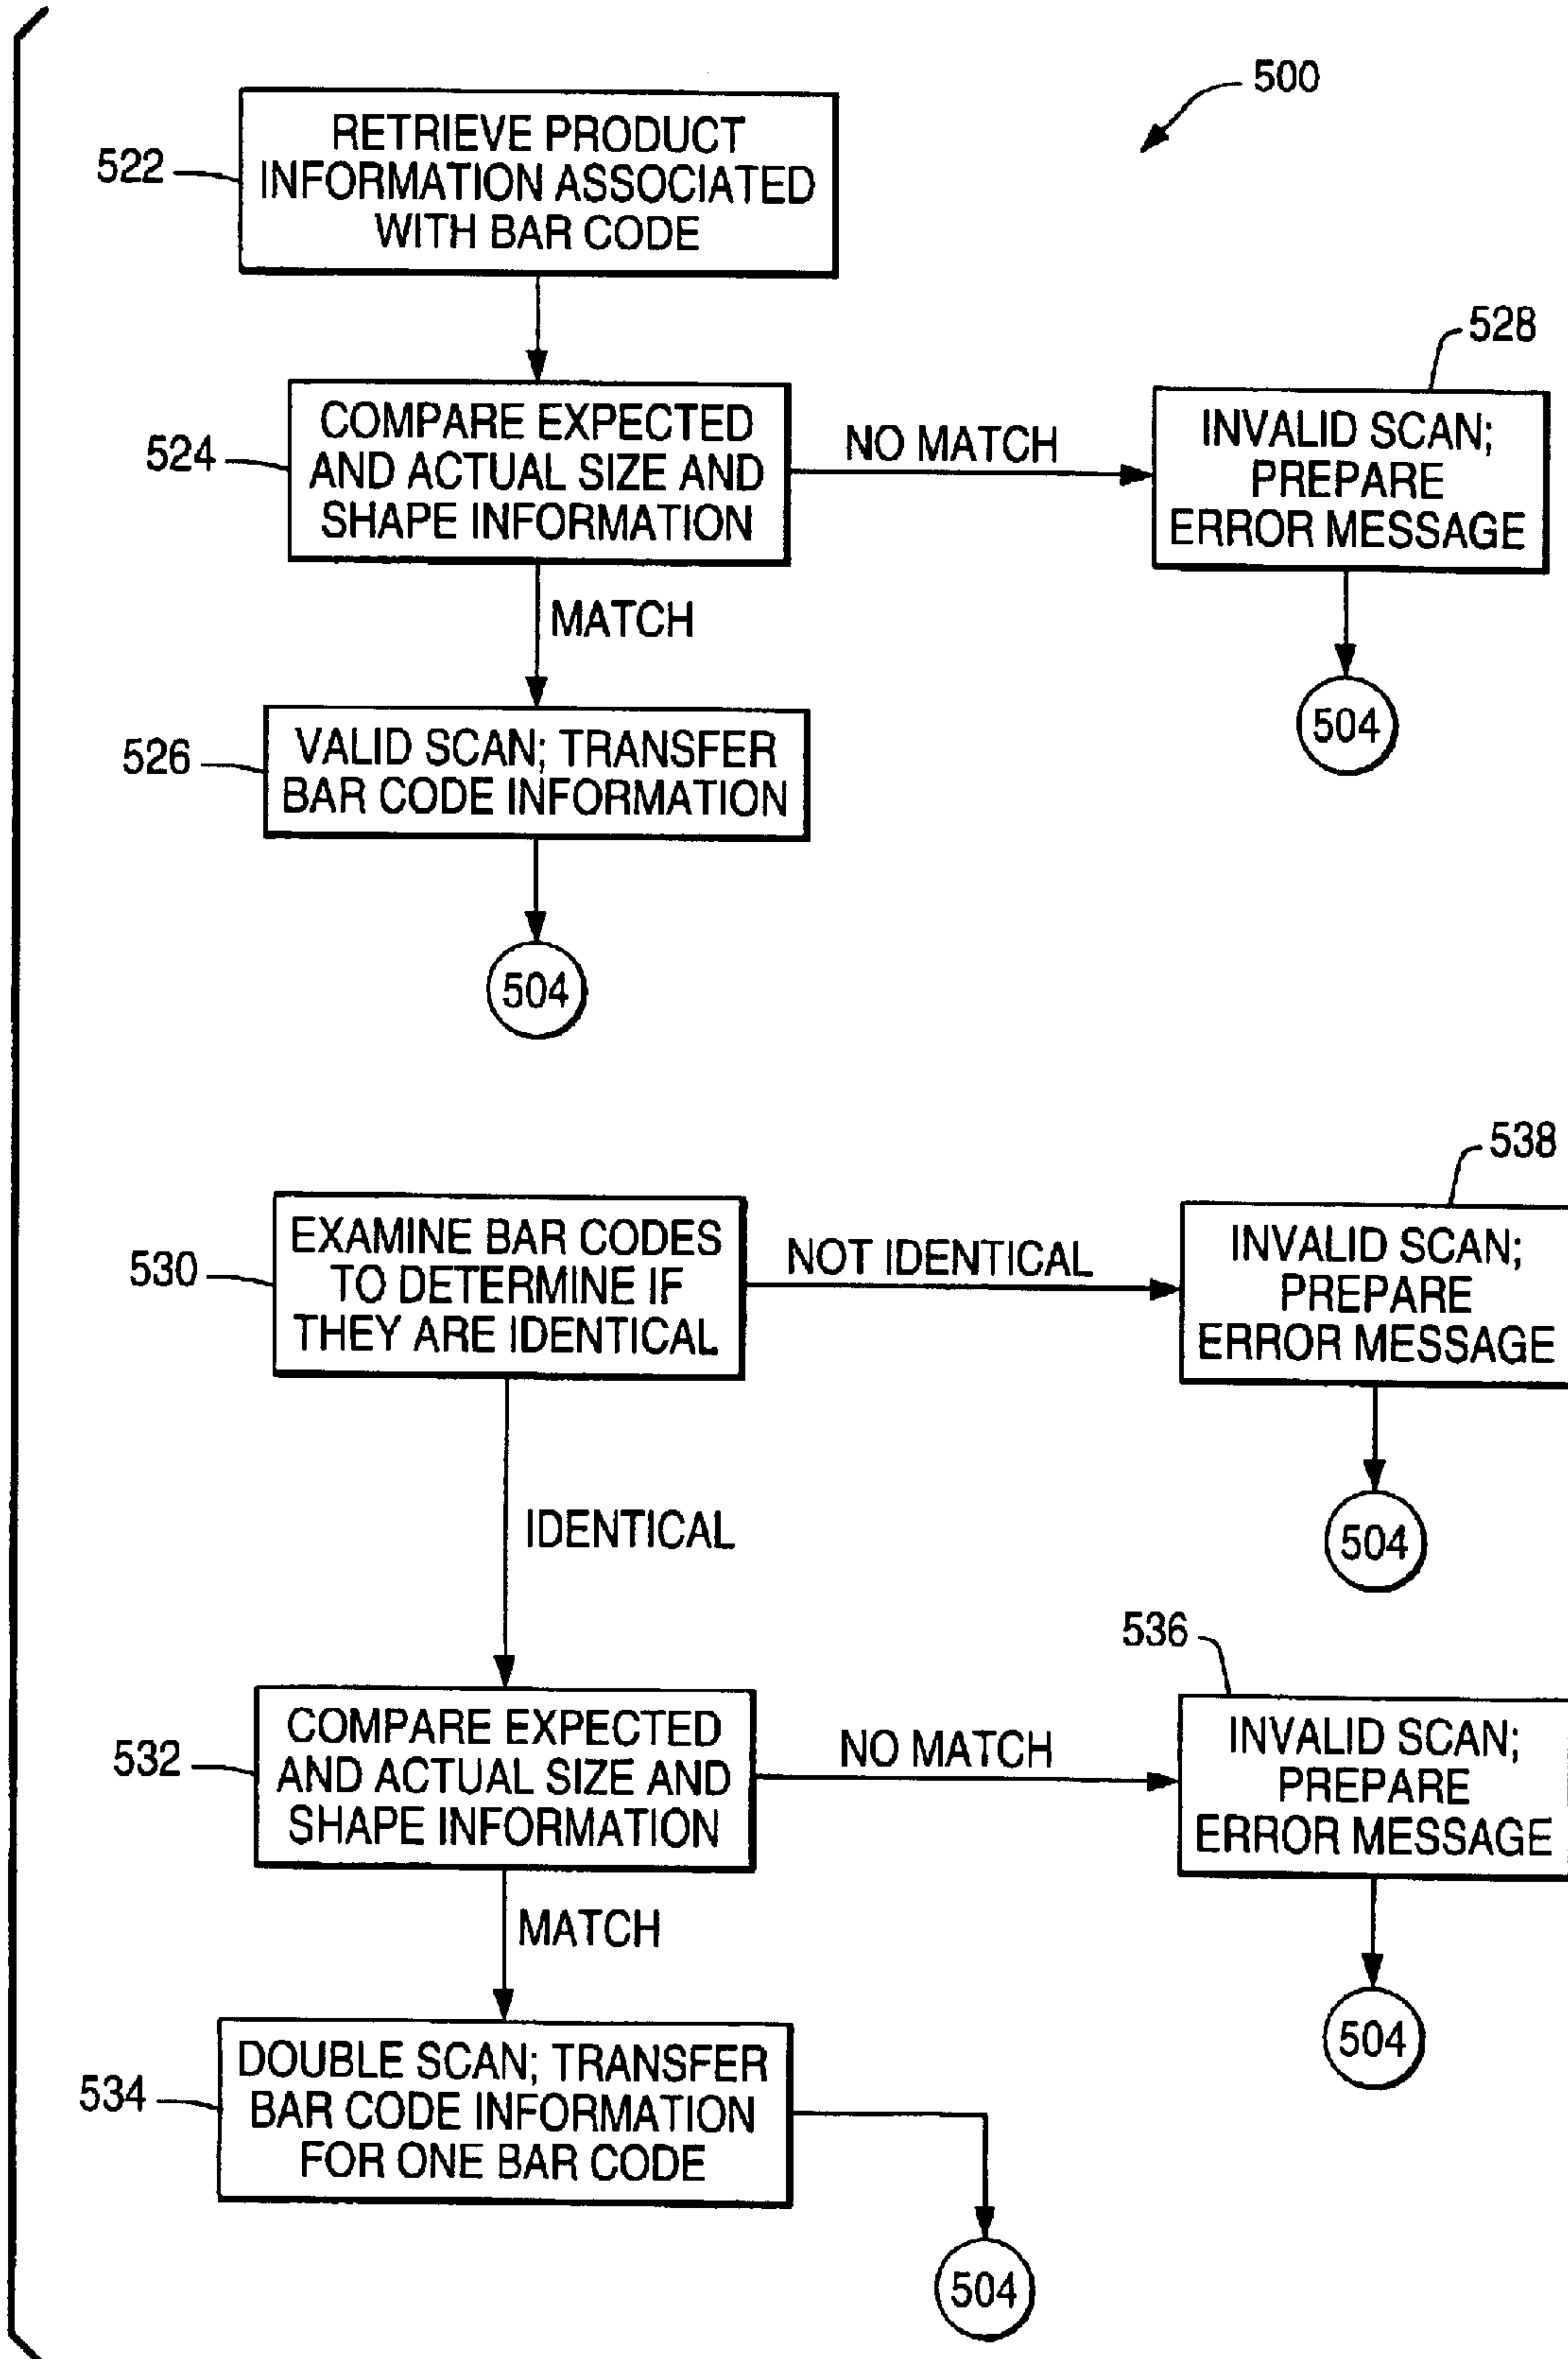 500
RETRIEVE PRODUCT
INFORMATION ASSOCIATED
WITH BAR CODE
522
528
COMPARE EXPECTED
AND ACTUAL SIZE AND
SHAPE INFORMATION
524
NO MATCH
INVALID SCAN;
PREPARE
ERROR MESSAGE
MATCH
504
VALID SCAN; TRANSFER
BAR CODE INFORMATION
526
504
538
EXAMINE BAR CODES
TO DETERMINE IF
THEY ARE IDENTICAL
530
NOT IDENTICAL
INVALID SCAN;
PREPARE
ERROR MESSAGE
IDENTICAL
504
536
COMPARE EXPECTED
AND ACTUAL SIZE AND
SHAPE INFORMATION
532
NO MATCH
INVALID SCAN;
PREPARE
ERROR MESSAGE
MATCH
504
DOUBLE SCAN; TRANSFER
BAR CODE INFORMATION
FOR ONE BAR CODE
534
504